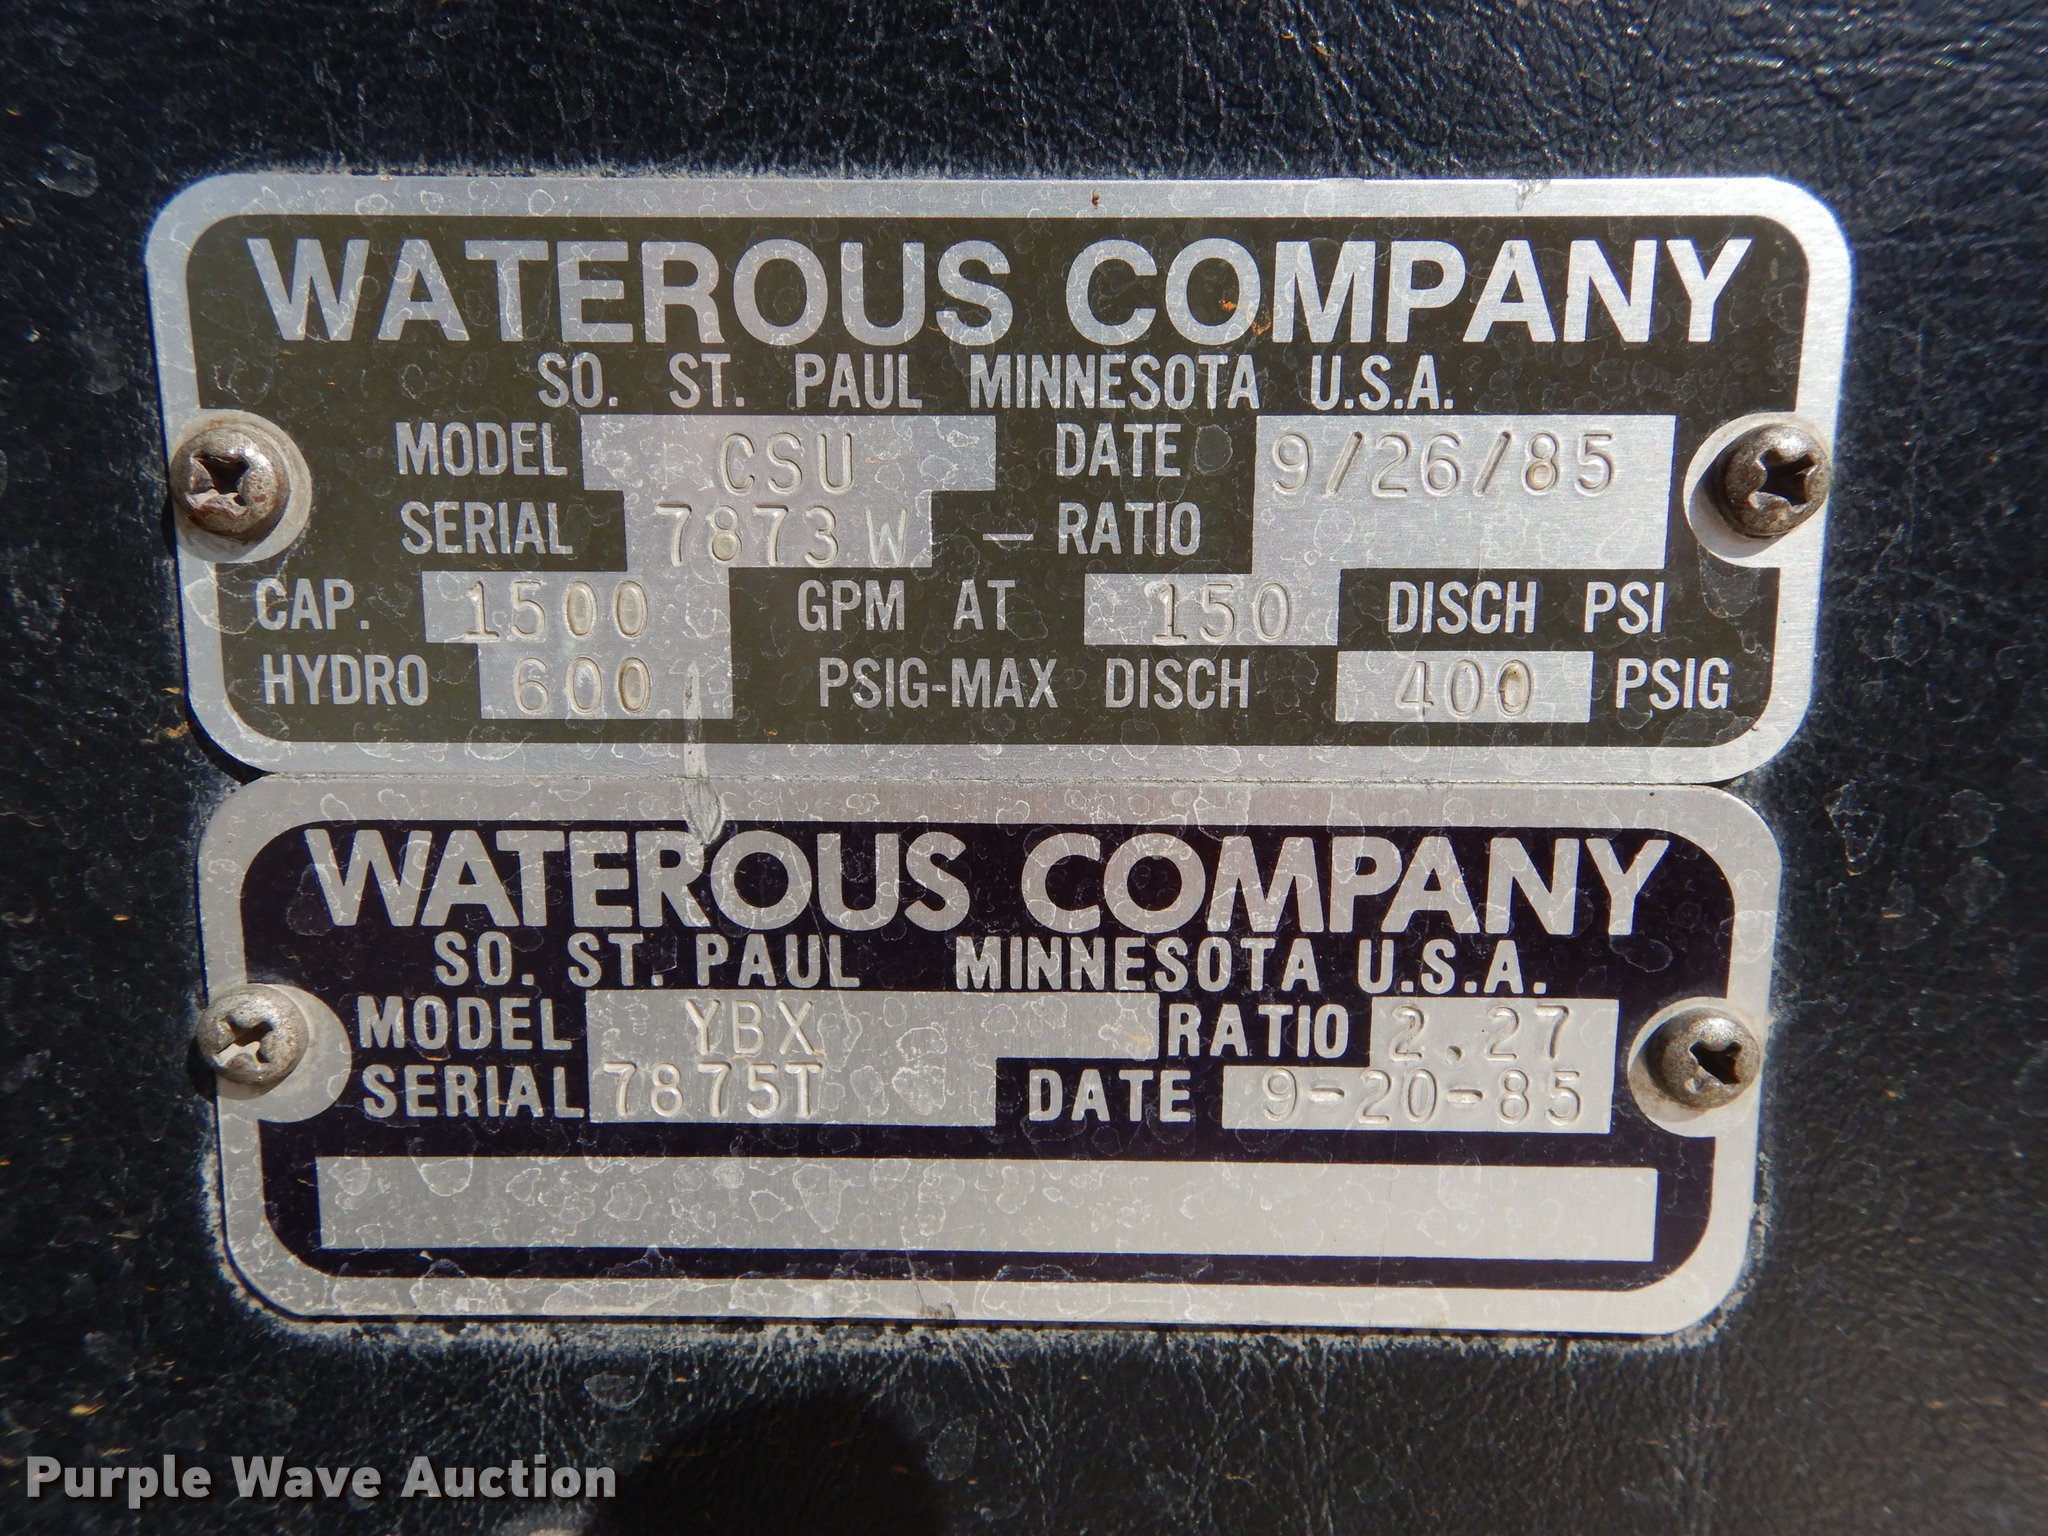 WATEROUS COMPANY
SO. ST. PAUL MINNESOTA U.S.A.
MODEL CSU DATE 9/26/85
SERIAL 7873 W — RATIO
CAP. 1500 GPM AT 150 DISCH PSI
HYDRO 600 PSIG-MAX DISCH 400 PSIG
WATEROUS COMPANY
SO. ST. PAUL MINNESOTA U.S.A.
MODEL YBX RATIO 2.27
SERIAL 7875T DATE 9-20-85
Purple Wave Auction